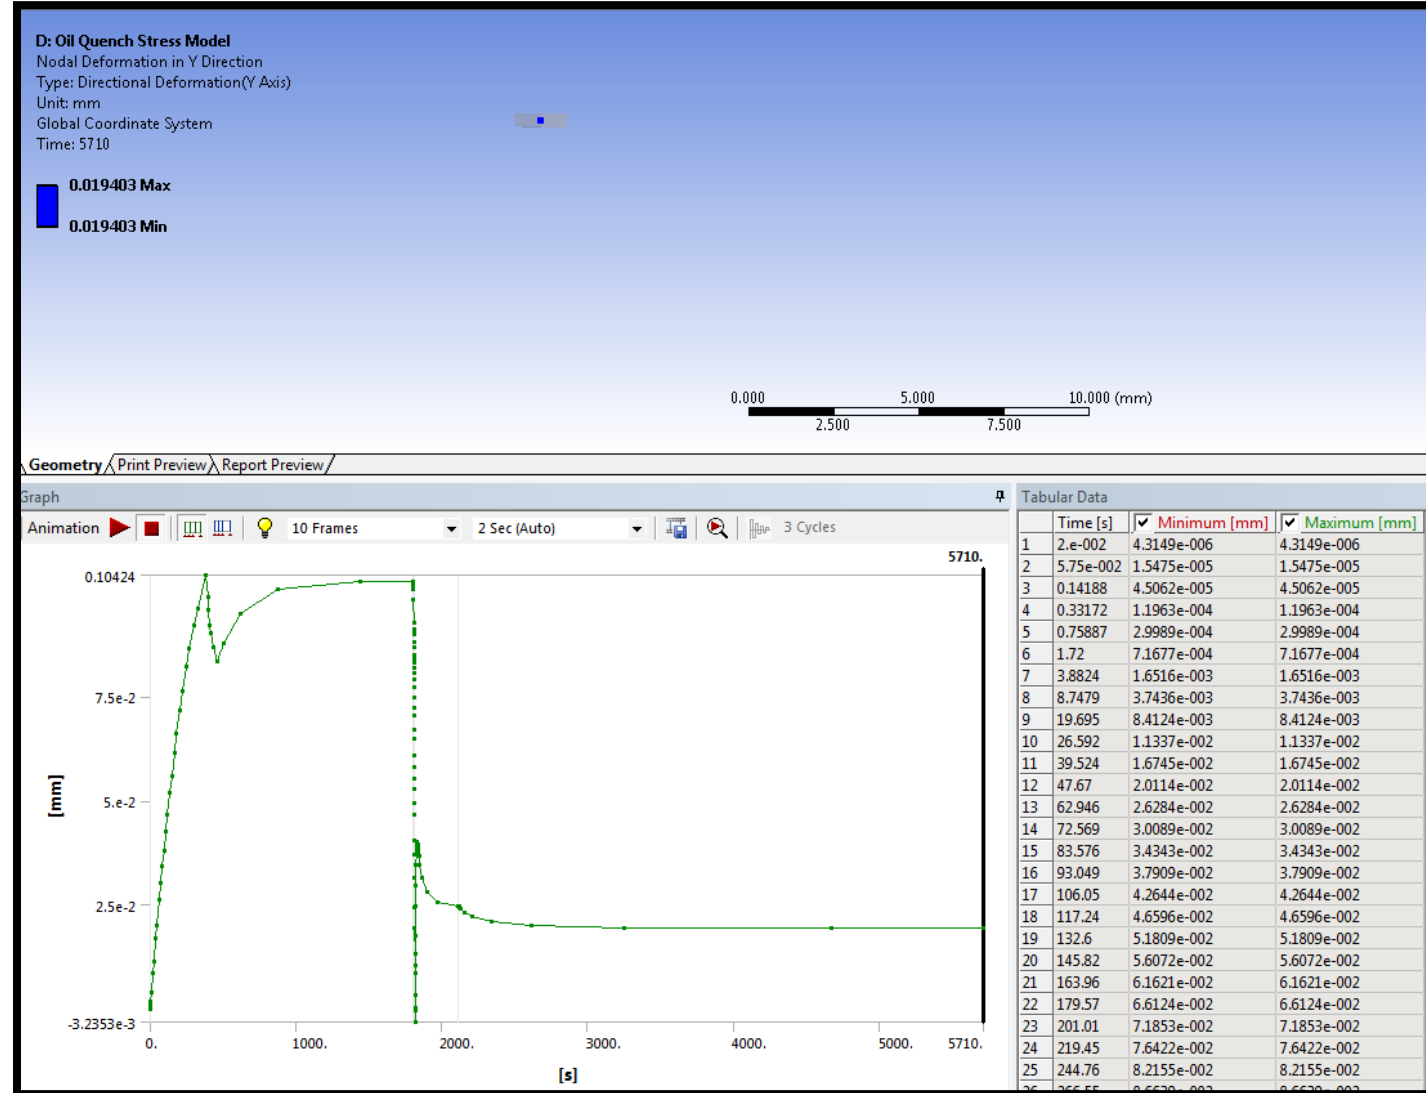 D: Oil Quench Stress Model
Nodal Deformation in Y Direction
Type: Directional Deformation(Y Axis)
Unit: mm
Global Coordinate System
Time: 5710
0.019403 Max
0.019403 Min
0.000 5.000 10.000 (mm)
2.500 7.500
Geometry Print Preview Report Preview
Graph
Animation 10 Frames 2 Sec (Auto) 3 Cycles
5710.
0.10424
7.5e-2
5.e-2
2.5e-2
-3.2353e-3
[mm]
0. 1000. 2000. 3000. 4000. 5000. 5710.
[s]
Tabular Data
Time [s] Minimum [mm] Maximum [mm]
1 2.e-002 4.3149e-006 4.3149e-006
2 5.75e-002 1.5475e-005 1.5475e-005
3 0.14188 4.5062e-005 4.5062e-005
4 0.33172 1.1963e-004 1.1963e-004
5 0.75887 2.9989e-004 2.9989e-004
6 1.72 7.1677e-004 7.1677e-004
7 3.8824 1.6516e-003 1.6516e-003
8 8.7479 3.7436e-003 3.7436e-003
9 19.695 8.4124e-003 8.4124e-003
10 26.592 1.1337e-002 1.1337e-002
11 39.524 1.6745e-002 1.6745e-002
12 47.67 2.0114e-002 2.0114e-002
13 62.946 2.6284e-002 2.6284e-002
14 72.569 3.0089e-002 3.0089e-002
15 83.576 3.4343e-002 3.4343e-002
16 93.049 3.7909e-002 3.7909e-002
17 106.05 4.2644e-002 4.2644e-002
18 117.24 4.6596e-002 4.6596e-002
19 132.6 5.1809e-002 5.1809e-002
20 145.82 5.6072e-002 5.6072e-002
21 163.96 6.1621e-002 6.1621e-002
22 179.57 6.6124e-002 6.6124e-002
23 201.01 7.1853e-002 7.1853e-002
24 219.45 7.6422e-002 7.6422e-002
25 244.76 8.2155e-002 8.2155e-002